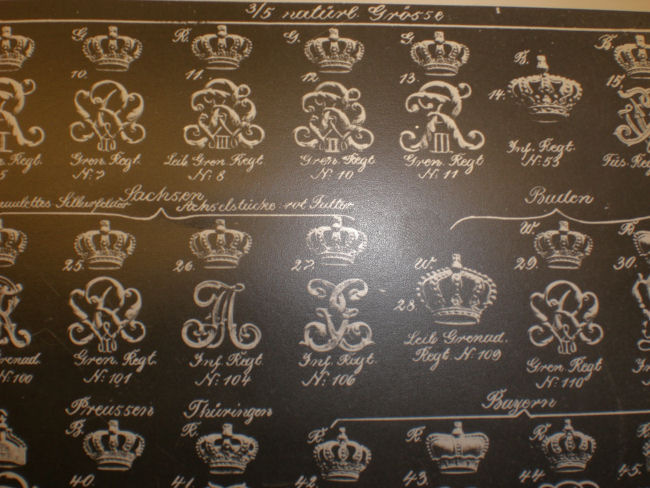 3/5 natürl. Grösse
G. R. G. G. B. R.
10. 11. 12. 13. 14. 15.
Gren. Regt. Leib Gren. Regt. Gren. Regt. Gren. Regt. Inf. Regt. Füs. Reg
N: 7 N: 8 N: 10 N: 11 N: 53
Sachsen Baden
Silberfelder Achselstücke rot Futter
W. W. B.
25. 26. 27. 28. 29. 30.
Grenad. Gren. Regt. Inf. Regt. Inf. Regt. Leib Grenad. Gren. Regt.
N: 100 N: 101 N: 104 N: 106 Regt. N: 109 N: 110
Preussen Thüringen Bayern
B. R. R. R. R.
40. 41. 42. 43. 44. 45.